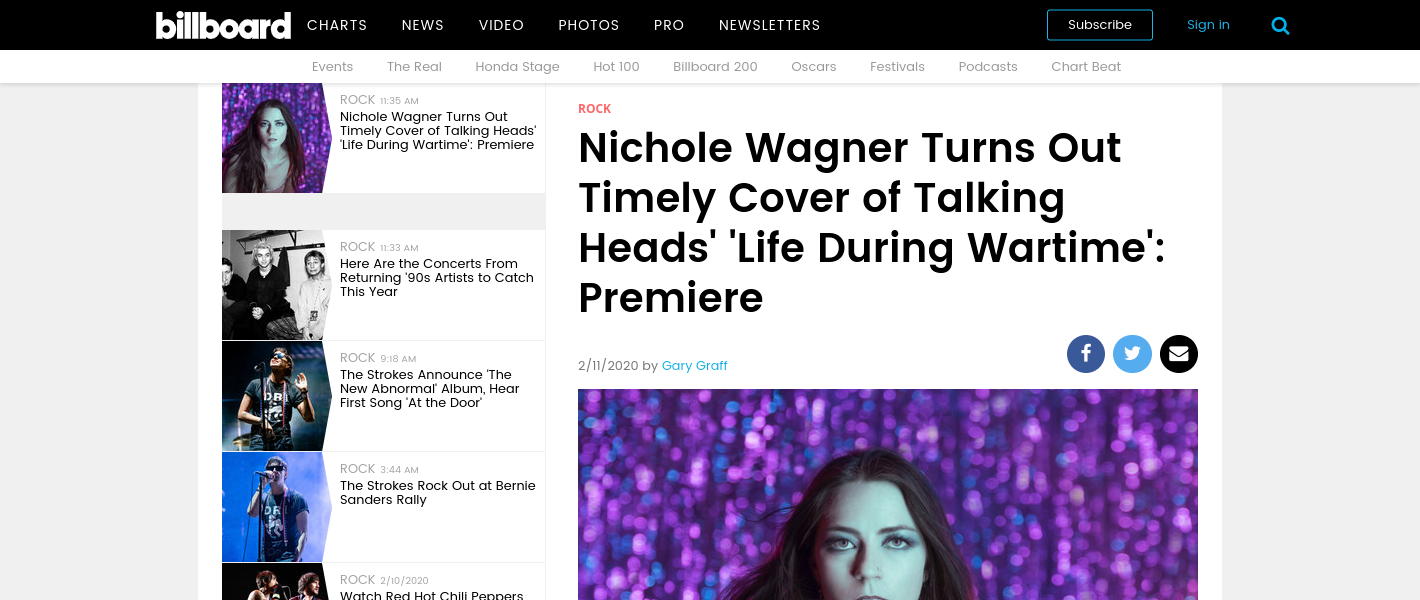 billboard CHARTS NEWS VIDEO PHOTOS PRO NEWSLETTERS Subscribe Sign in
Events The Real Honda Stage Hot 100 Billboard 200 Oscars Festivals Podcasts Chart Beat
ROCK 11:35 AM
Nichole Wagner Turns Out
Timely Cover of Talking Heads'
'Life During Wartime': Premiere
ROCK 11:33 AM
Here Are the Concerts From
Returning '90s Artists to Catch
This Year
ROCK 9:18 AM
The Strokes Announce 'The
New Abnormal' Album, Hear
First Song 'At the Door'
ROCK 3:44 AM
The Strokes Rock Out at Bernie
Sanders Rally
ROCK 2/10/2020
Watch Red Hot Chili Peppers
ROCK
Nichole Wagner Turns Out
Timely Cover of Talking
Heads' 'Life During Wartime':
Premiere
2/11/2020 by Gary Graff